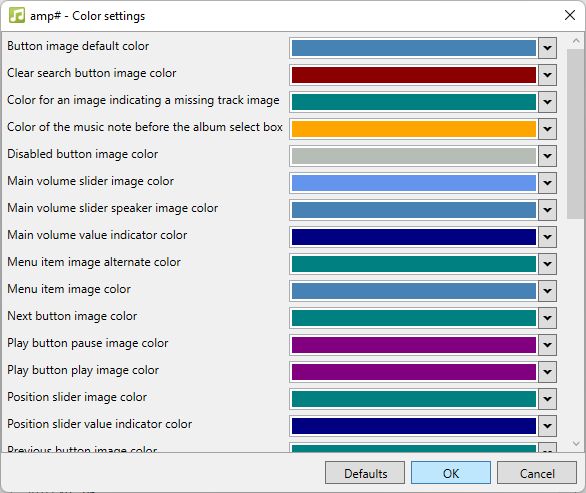 amp# - Color settings
Button image default color
Clear search button image color
Color for an image indicating a missing track image
Color of the music note before the album select box
Disabled button image color
Main volume slider image color
Main volume slider speaker image color
Main volume value indicator color
Menu item image alternate color
Menu item image color
Next button image color
Play button pause image color
Play button play image color
Position slider image color
Position slider value indicator color
Previous button image color
Defaults OK Cancel